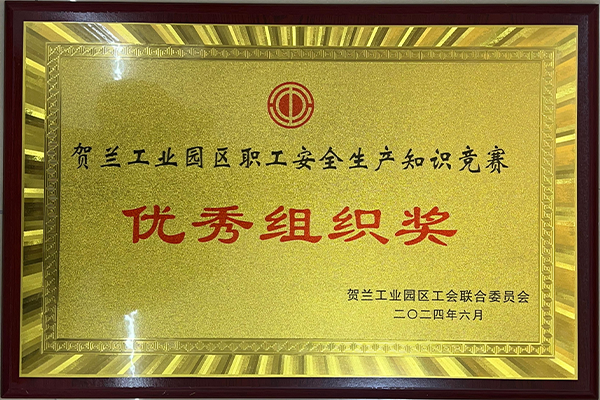 贺兰工业园区职工安全生产知识竞赛
优秀组织奖
贺兰工业园区工会联合委员会
二〇二四年六月